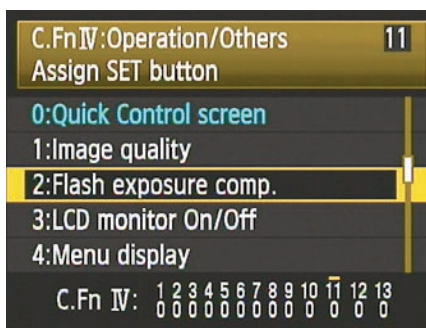 C.Fn Ⅳ:Operation/Others 11
Assign SET button
0:Quick Control screen
1:Image quality
2:Flash exposure comp.
3:LCD monitor On/Off
4:Menu display
C.Fn Ⅳ: 1 2 3 4 5 6 7 8 9 10 11 12 13
0 0 0 0 0 0 0 0 0 0 0 0 0